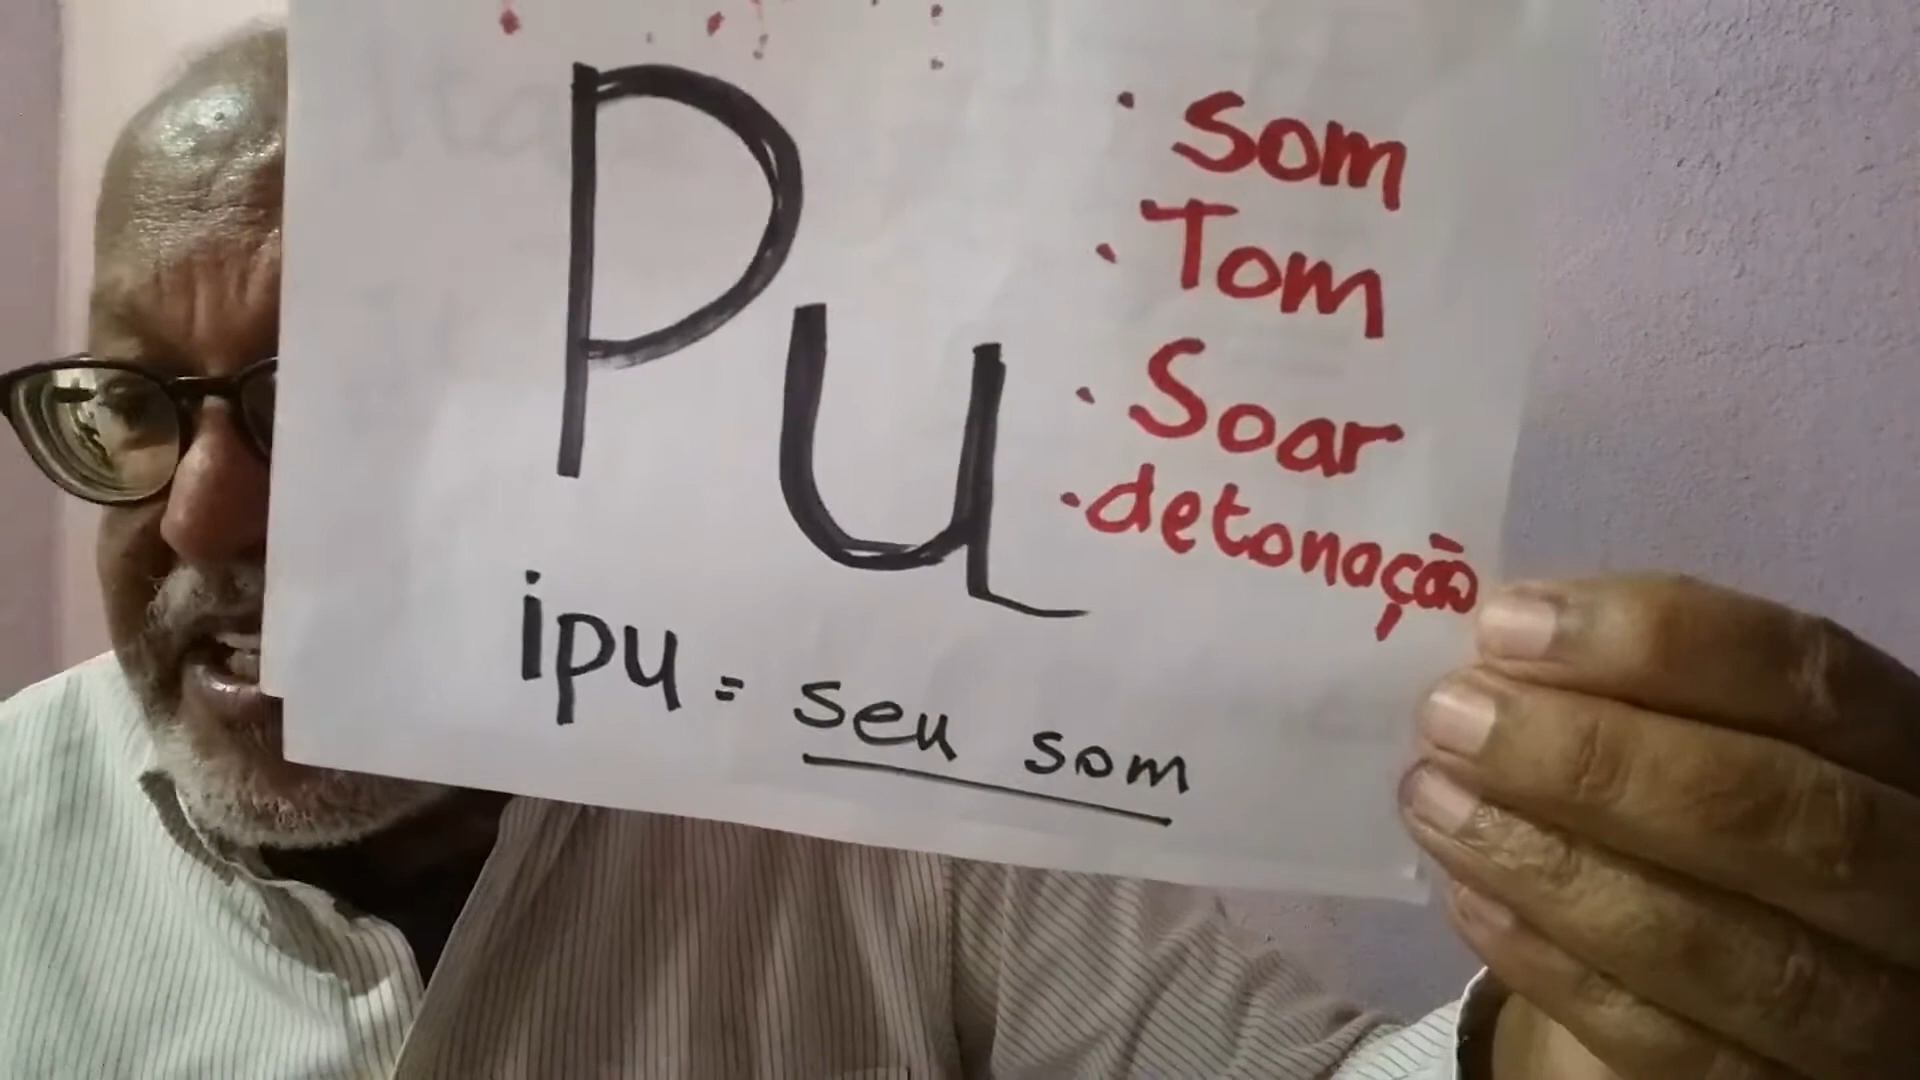 Pu
· Som
· Tom
· Soar
· detonação
ipu = seu som